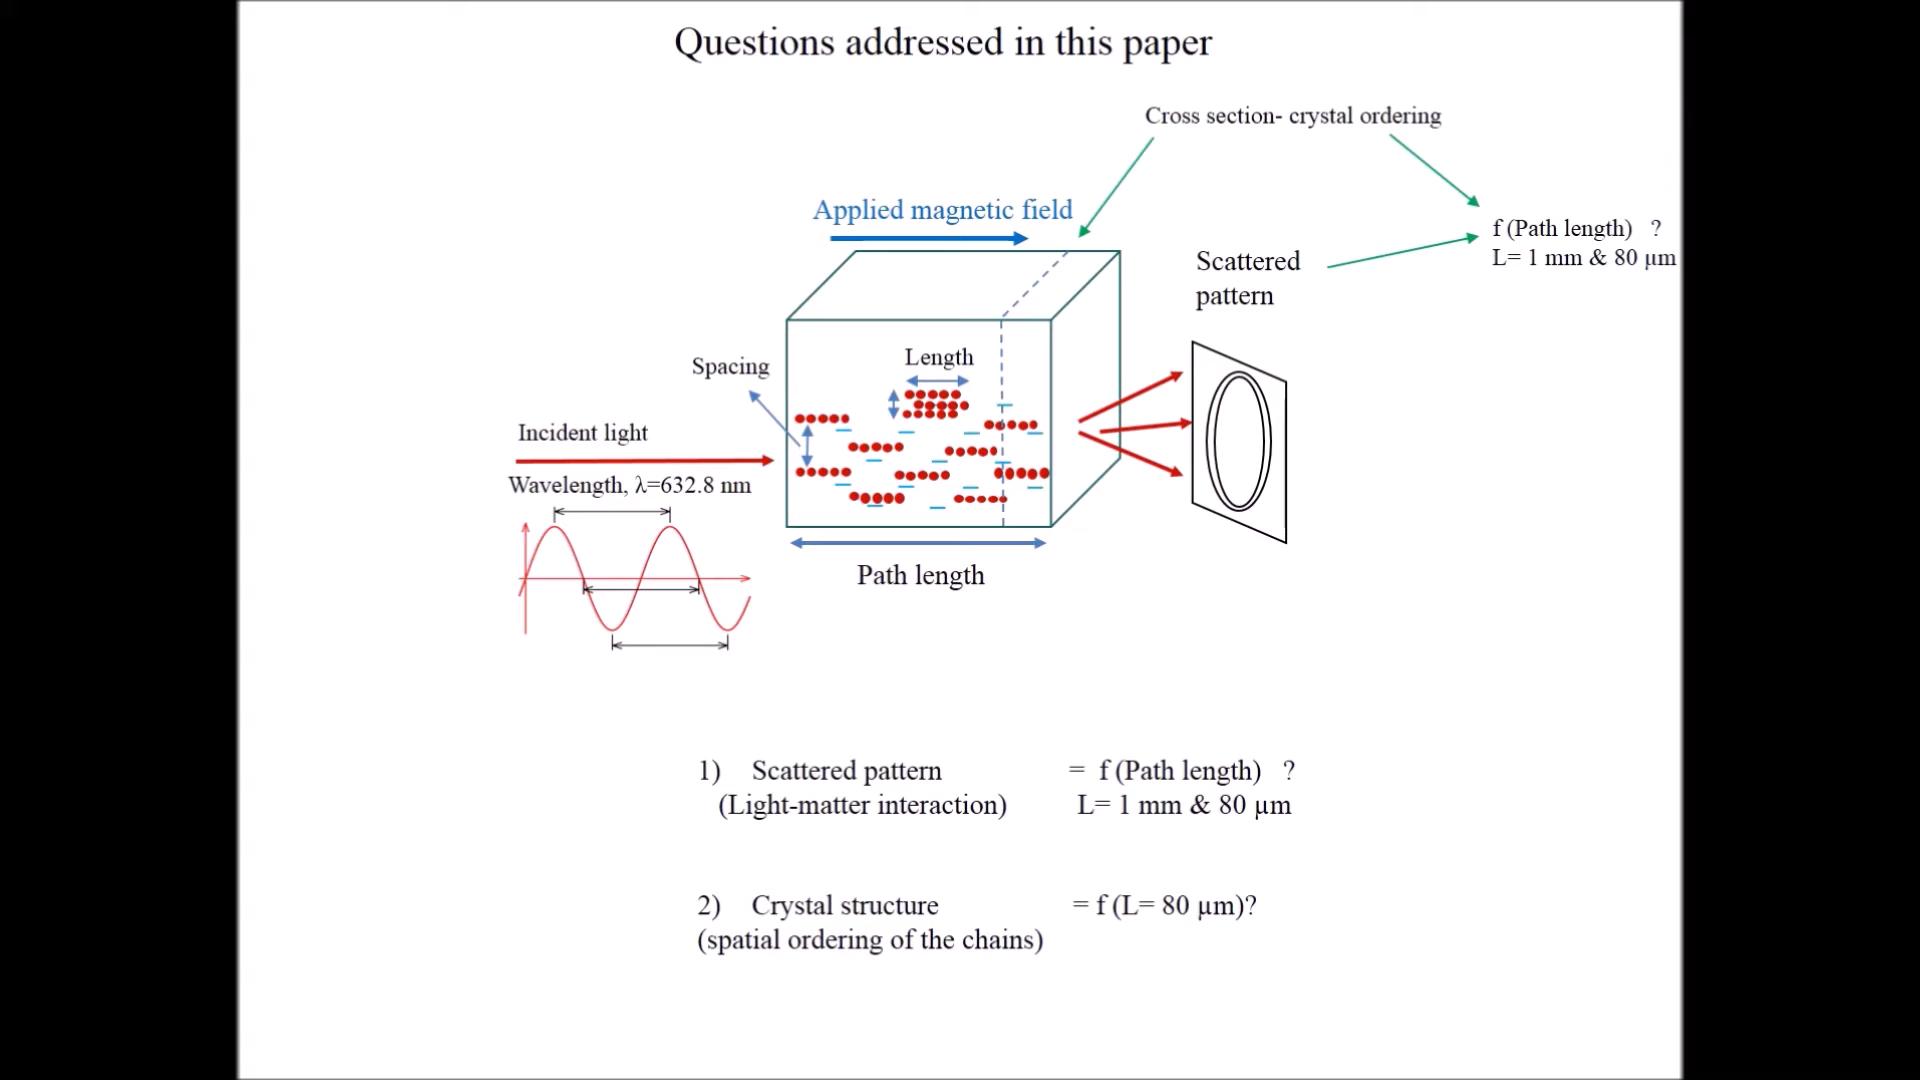 Questions addressed in this paper
Cross section- crystal ordering
Applied magnetic field
f (Path length) ?
L= 1 mm & 80 µm
Scattered
pattern
Length
Spacing
Incident light
Wavelength, λ=632.8 nm
Path length
1) Scattered pattern = f (Path length) ?
(Light-matter interaction) L= 1 mm & 80 µm
2) Crystal structure = f (L= 80 µm)?
(spatial ordering of the chains)